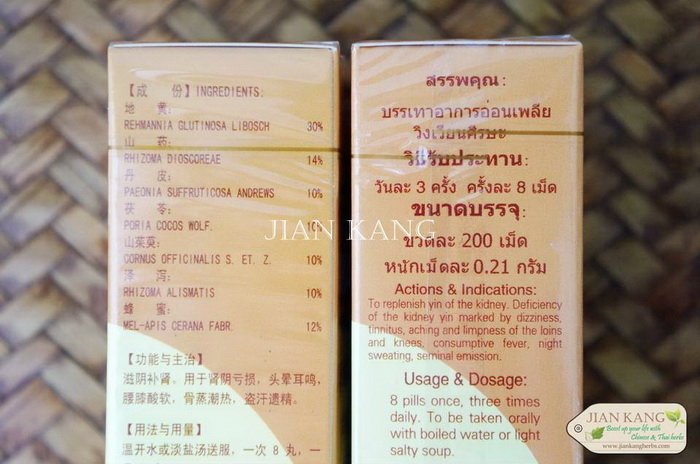 【成 份】INGREDIENTS:
地 黄:
REHMANNIA GLUTINOSA LIBOSCH 30%
山 药:
RHIZOMA DIOSCOREAE 14%
丹 皮:
PAEONIA SUFFRUTICOSA ANDREWS 10%
茯 苓:
PORIA COCOS WOLF. 10%
山茱萸:
CORNUS OFFICINALIS S. ET. Z. 10%
泽 泻:
RHIZOMA ALISMATIS 10%
蜂 蜜:
MEL-APIS CERANA FABR. 12%
【功能与主治】
滋阴补肾。用于肾阴亏损，头晕耳鸣，
腰膝酸软，骨蒸潮热，盗汗遗精。
【用法与用量】
温开水或淡盐汤送服，一次 8 丸，一
สรรพคุณ:
บรรเทาอาการอ่อนเพลีย
วิงเวียนศีรษะ
วิธีรับประทาน:
วันละ 3 ครั้ง ครั้งละ 8 เม็ด
ขนาดบรรจุ:
ขวดละ 200 เม็ด
หนักเม็ดละ 0.21 กรัม
Actions & Indications:
To replenish yin of the kidney. Deficiency
of the kidney yin marked by dizziness,
tinnitus, aching and limpness of the loins
and knees, consumptive fever, night
sweating, seminal emission.
Usage & Dosage:
8 pills once, three times
daily. To be taken orally
with boiled water or light
salty soup.
JIAN KANG
JIAN KANG
Boost up your life with
Chinese & Thai herbs
www.jiankangherbs.com